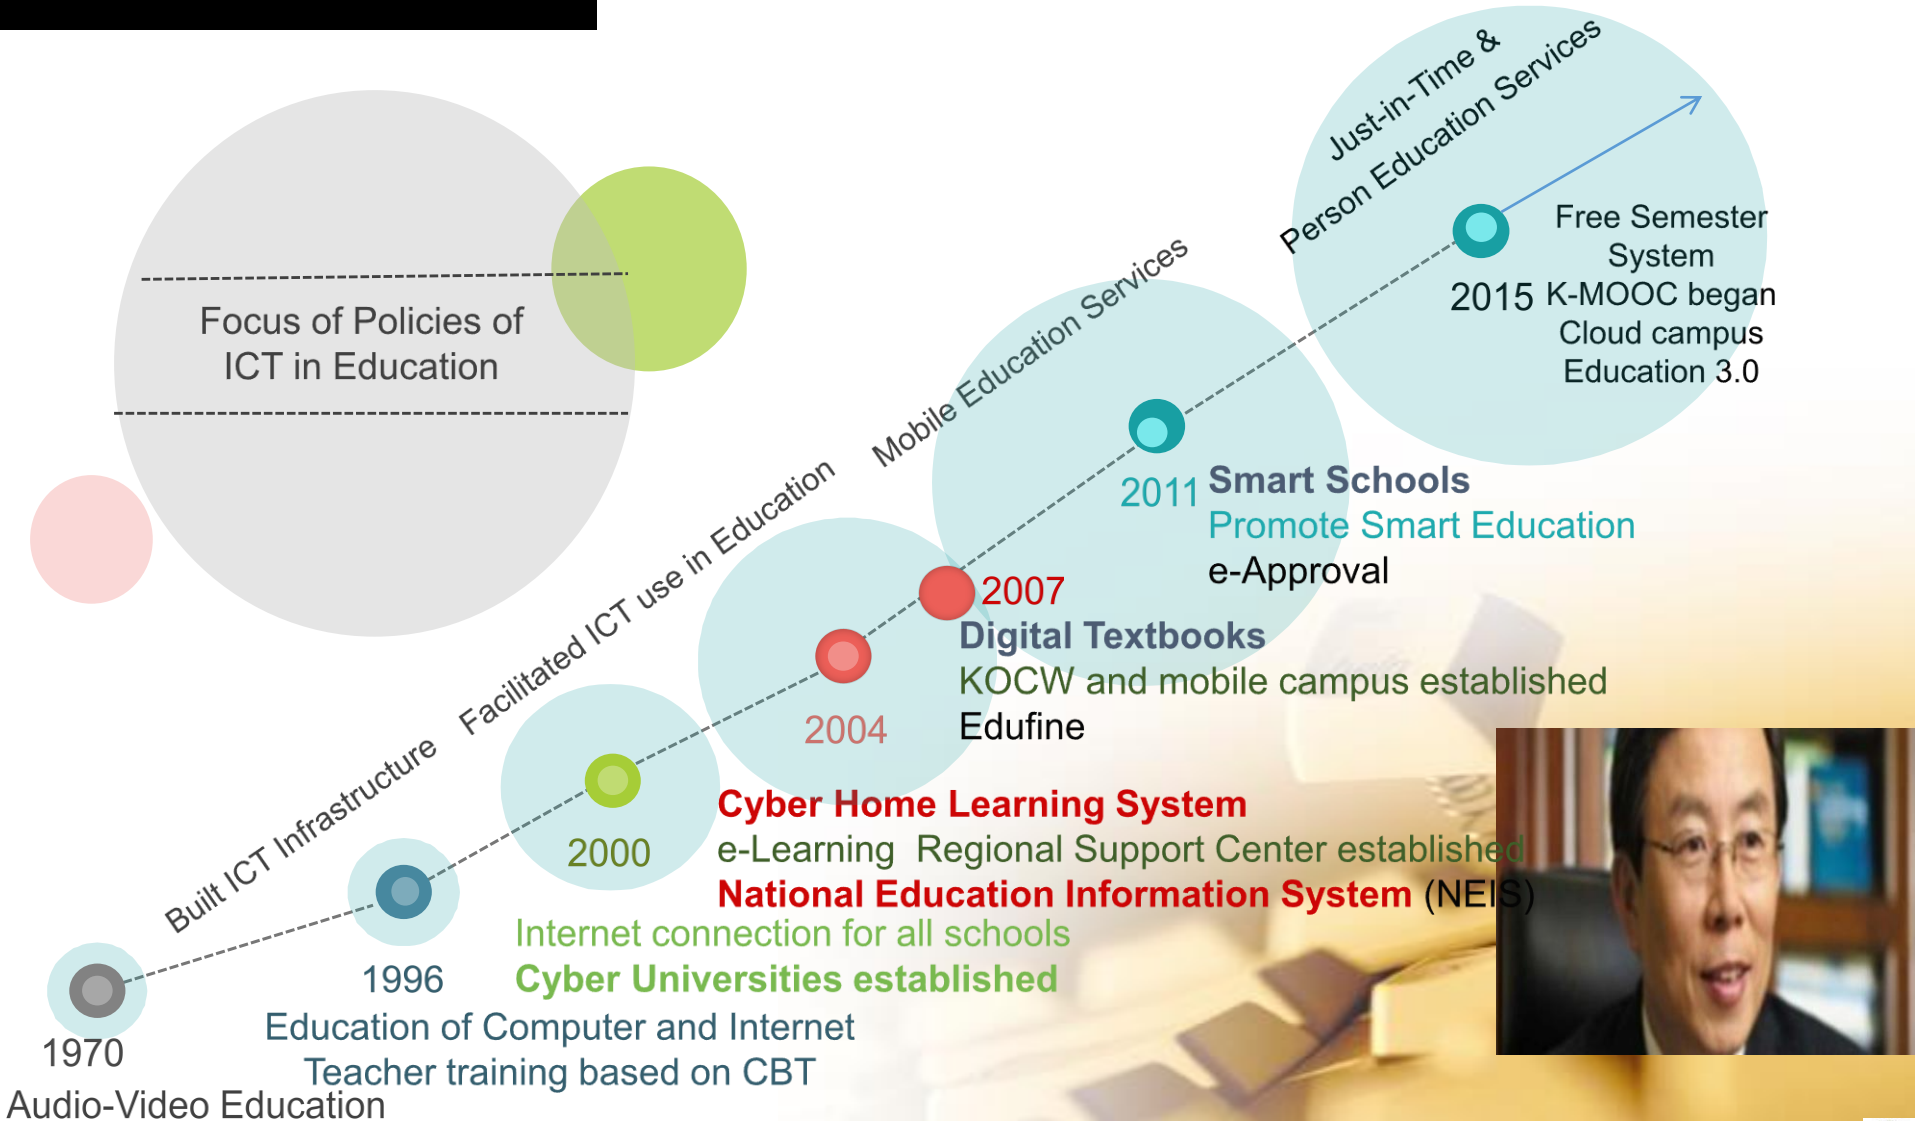 Just-in-Time &
Person Education Services
Free Semester
System
2015 K-MOOC began
Cloud campus
Education 3.0
Focus of Policies of
ICT in Education
Mobile Education Services
2011 Smart Schools
Promote Smart Education
e-Approval
Facilitated ICT use in Education
2007
Digital Textbooks
KOCW and mobile campus established
Edufine
2004
Cyber Home Learning System
e-Learning  Regional Support Center established
National Education Information System (NEIS)
Built ICT Infrastructure
2000
Internet connection for all schools
Cyber Universities established
1996
Education of Computer and Internet
Teacher training based on CBT
1970
Audio-Video Education